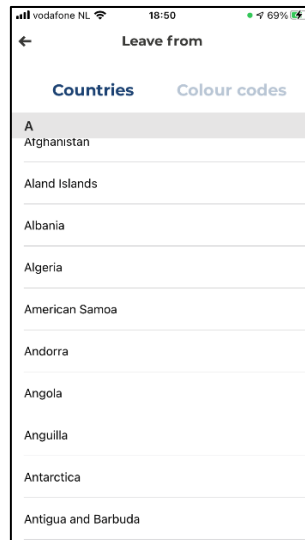 vodafone NL 18:50 69%
Leave from
Countries Colour codes
A
Afghanistan
Aland Islands
Albania
Algeria
American Samoa
Andorra
Angola
Anguilla
Antarctica
Antigua and Barbuda